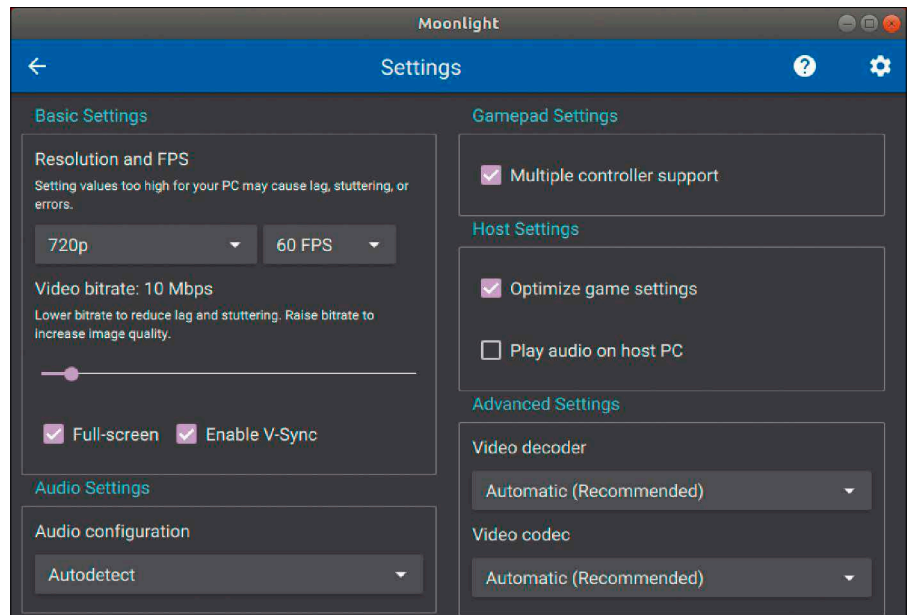 Moonlight
Settings
Basic Settings
Resolution and FPS
Setting values too high for your PC may cause lag, stuttering, or
errors.
720p
60 FPS
Video bitrate: 10 Mbps
Lower bitrate to reduce lag and stuttering. Raise bitrate to
increase image quality.
Full-screen
Enable V-Sync
Audio Settings
Audio configuration
Autodetect
Gamepad Settings
Multiple controller support
Host Settings
Optimize game settings
Play audio on host PC
Advanced Settings
Video decoder
Automatic (Recommended)
Video codec
Automatic (Recommended)